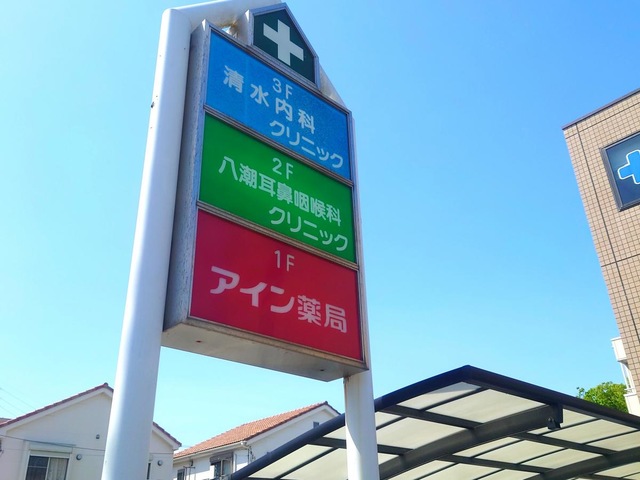 3F
清水内科
クリニック
2F
八潮耳鼻咽喉科
クリニック
1F
アイン薬局